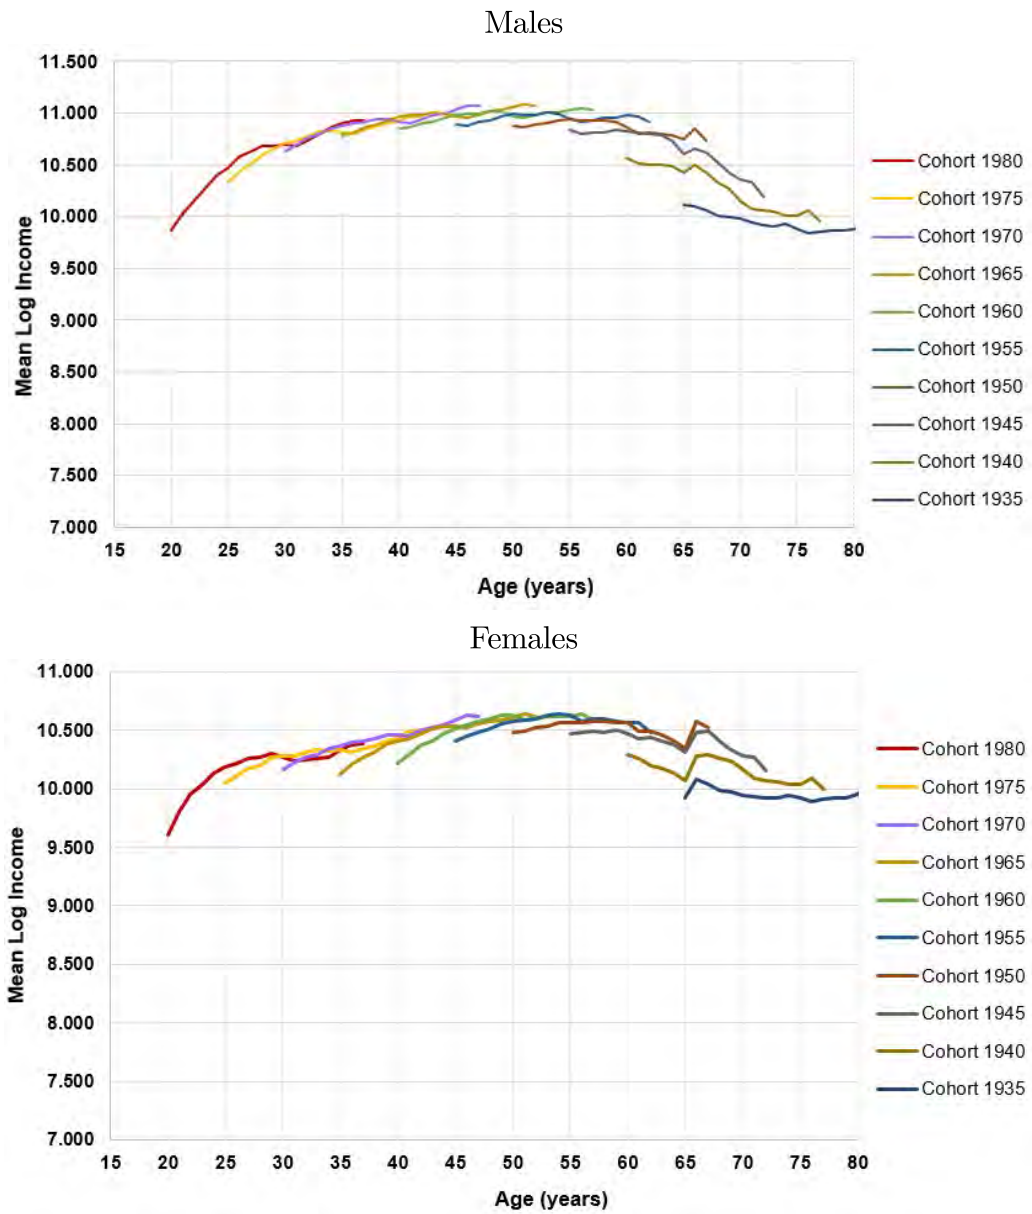 Males
11.500
11.000
10.500
10.000
9.500
9.000
8.500
8.000
7.500
7.000
Mean Log Income
15 20 25 30 35 40 45 50 55 60 65 70 75 80
Age (years)
Cohort 1980
Cohort 1975
Cohort 1970
Cohort 1965
Cohort 1960
Cohort 1955
Cohort 1950
Cohort 1945
Cohort 1940
Cohort 1935
Females
11.000
10.500
10.000
9.500
9.000
8.500
8.000
7.500
7.000
Mean Log Income
15 20 25 30 35 40 45 50 55 60 65 70 75 80
Age (years)
Cohort 1980
Cohort 1975
Cohort 1970
Cohort 1965
Cohort 1960
Cohort 1955
Cohort 1950
Cohort 1945
Cohort 1940
Cohort 1935